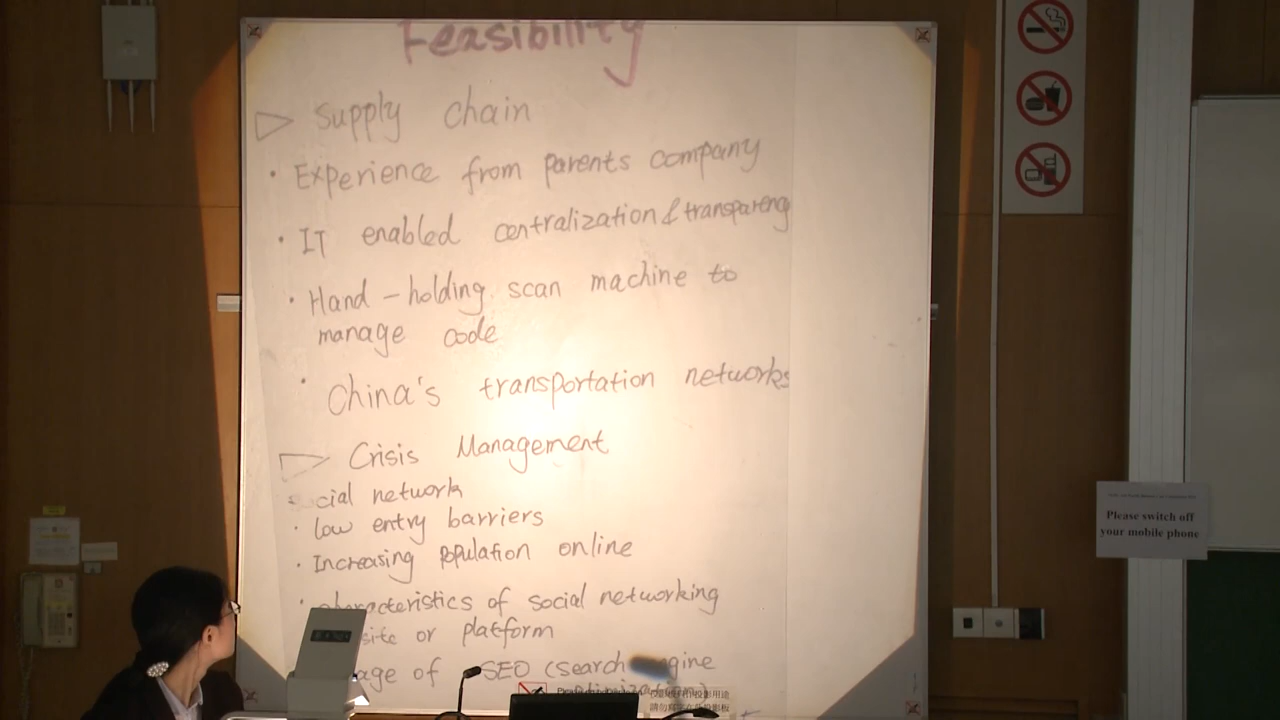 Feasibility
Supply chain
• Experience from parents company
• IT enabled centralization & transpareng
• Hand-holding scan machine to
manage code
• China's transportation networks
Crisis Management
cial network
• low entry barriers
• Increasing population online
• characteristics of social networking
site or platform
age of SEO (search engine
Please switch off
your mobile phone